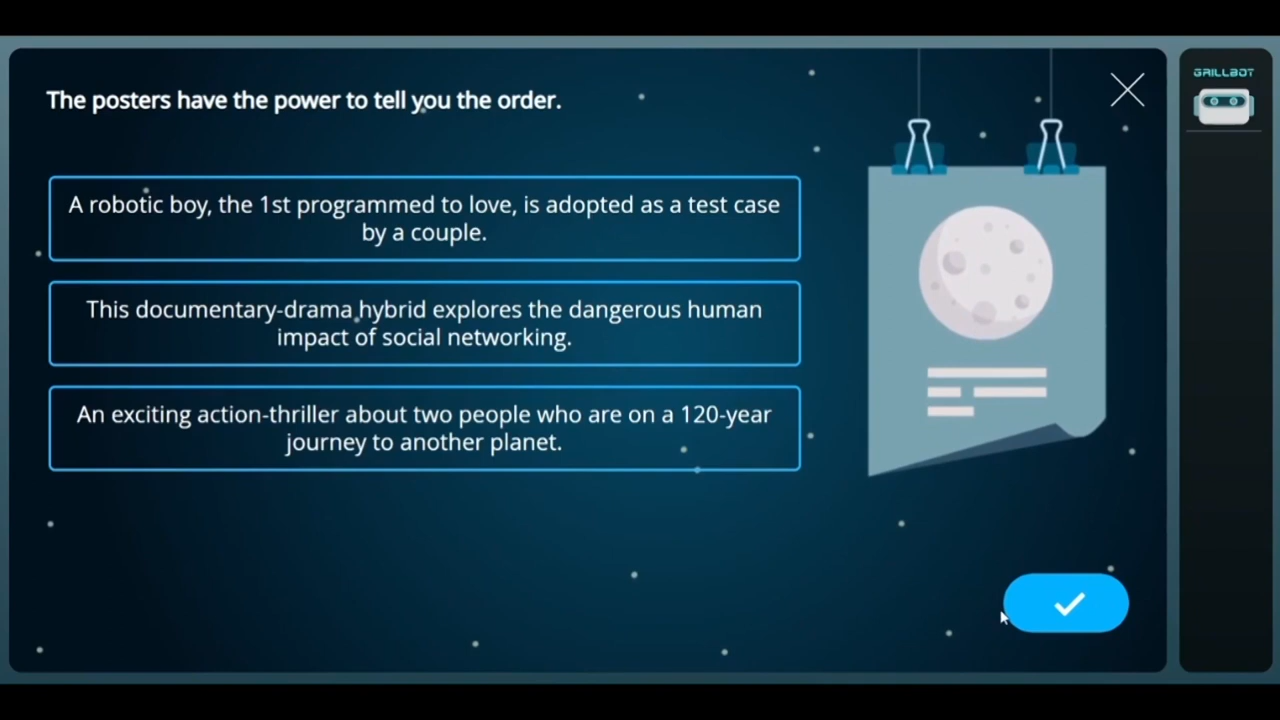 GRILLBOT
The posters have the power to tell you the order.
A robotic boy, the 1st programmed to love, is adopted as a test case
by a couple.
This documentary-drama hybrid explores the dangerous human
impact of social networking.
An exciting action-thriller about two people who are on a 120-year
journey to another planet.